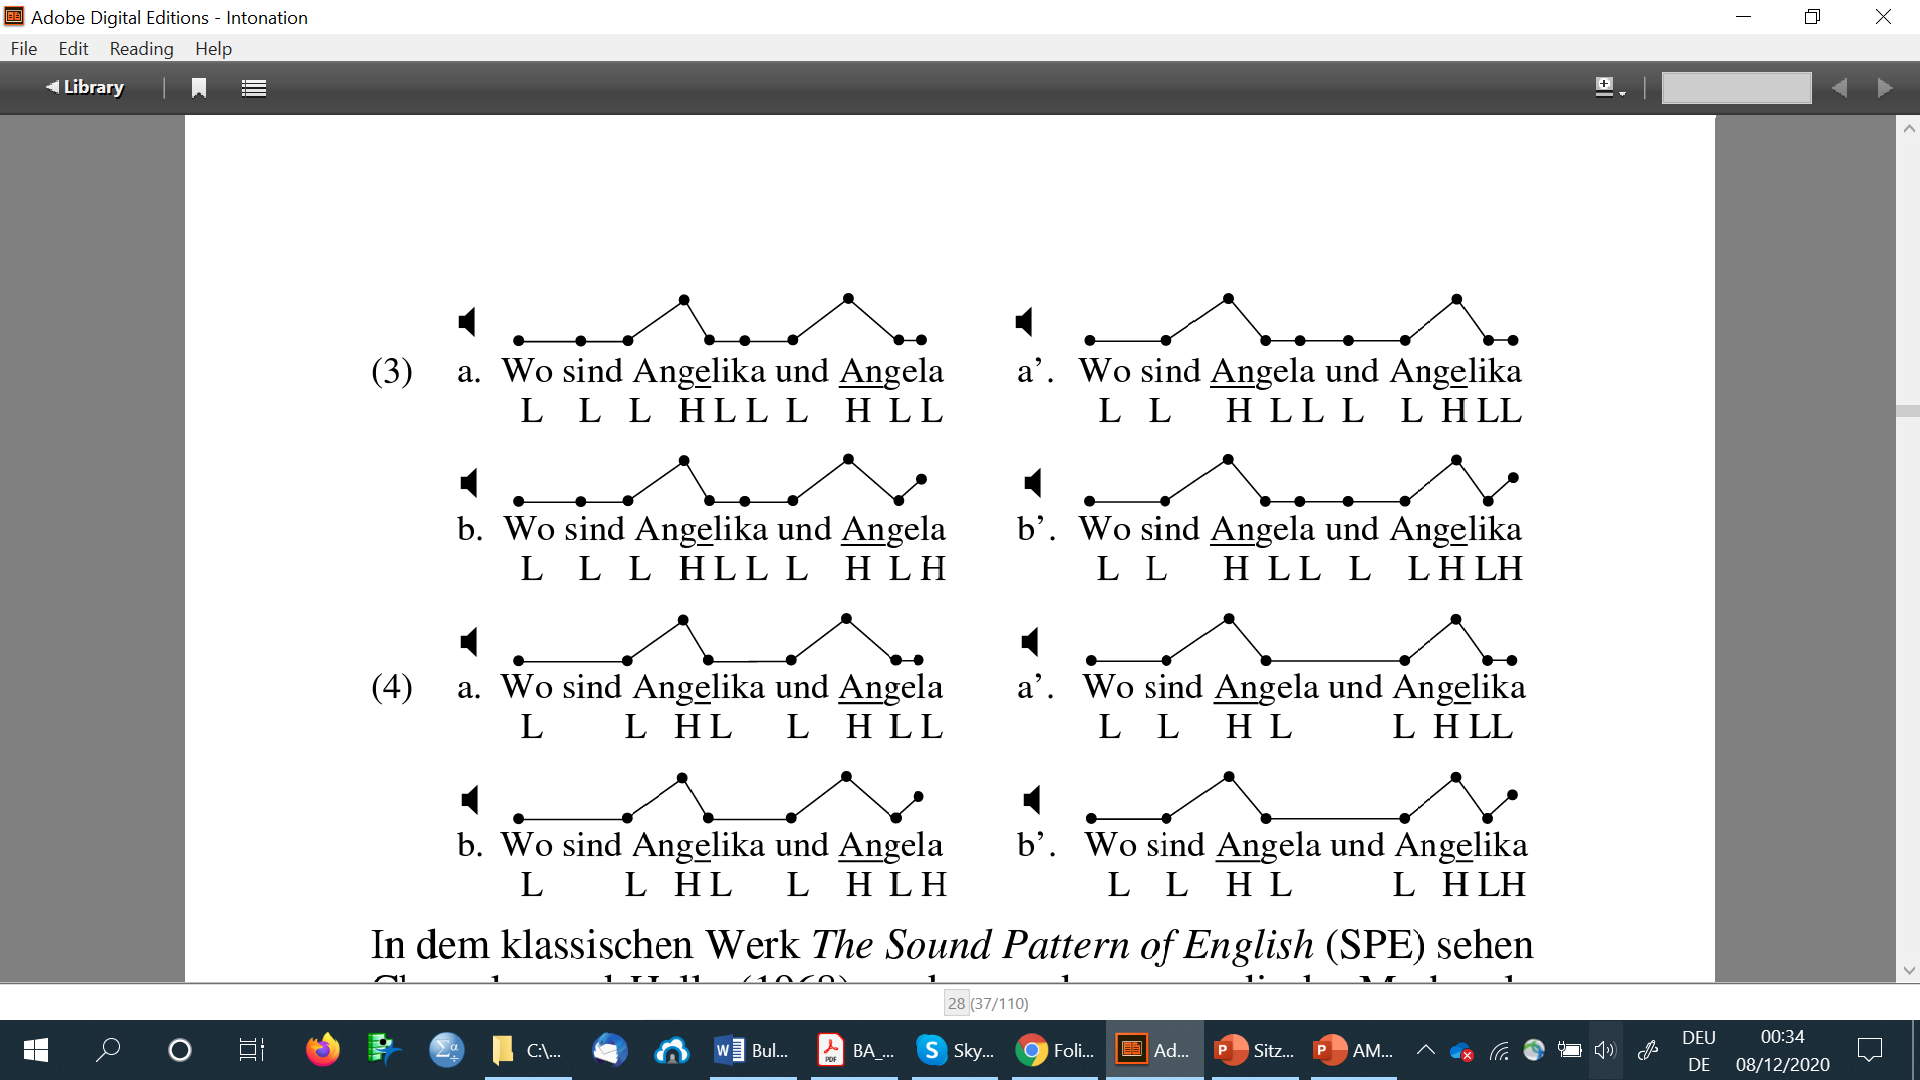 Adobe Digital Editions - Intonation
File Edit Reading Help
Library
(3) a. Wo sind Angelika und Angela a’. Wo sind Angela und Angelika
L L L H L L L H L L L L H L L L L H L L
b. Wo sind Angelika und Angela b’. Wo sind Angela und Angelika
L L L H L L L H L H L L H L L L L H L H
(4) a. Wo sind Angelika und Angela a’. Wo sind Angela und Angelika
L L H L L H L L L L H L L H L L
b. Wo sind Angelika und Angela b’. Wo sind Angela und Angelika
L L H L L H L H L L H L L H L H
In dem klassischen Werk The Sound Pattern of English (SPE) sehen
28 (37/110)
C:\... Bul... BA_... Sky... Foli... Ad... Sitz... AM... DEU 00:34
DE 08/12/2020